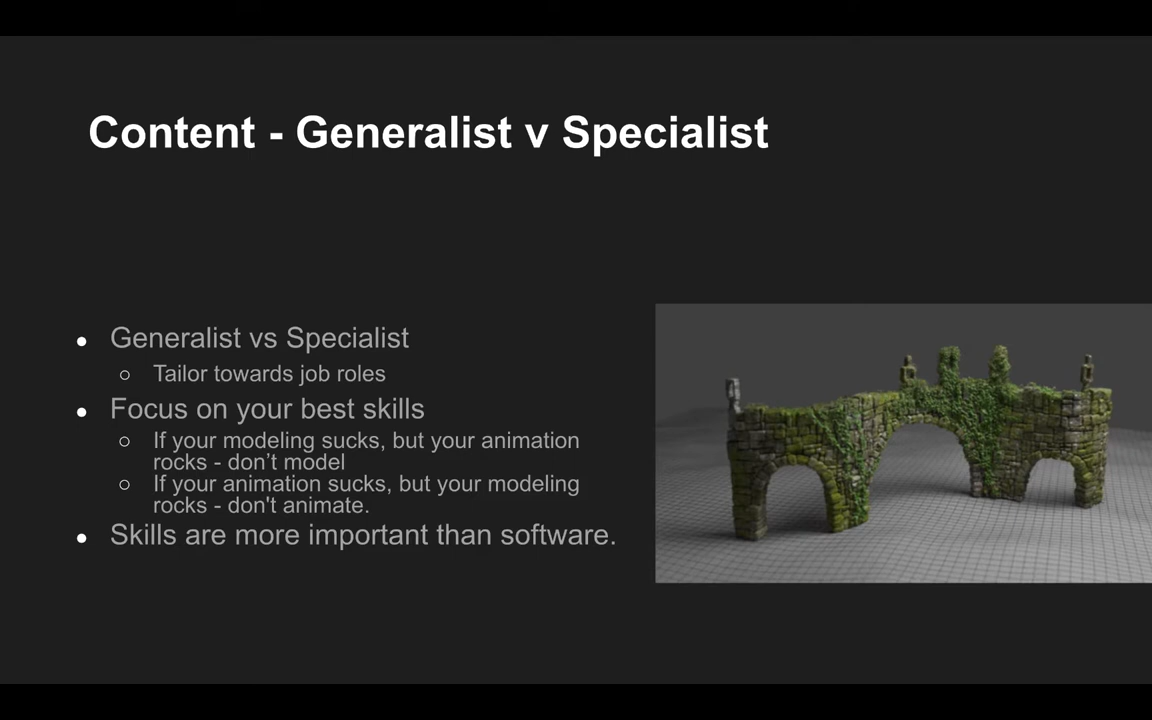 Content - Generalist v Specialist
● Generalist vs Specialist
○ Tailor towards job roles
● Focus on your best skills
○ If your modeling sucks, but your animation
rocks - don’t model
○ If your animation sucks, but your modeling
rocks - don't animate.
● Skills are more important than software.